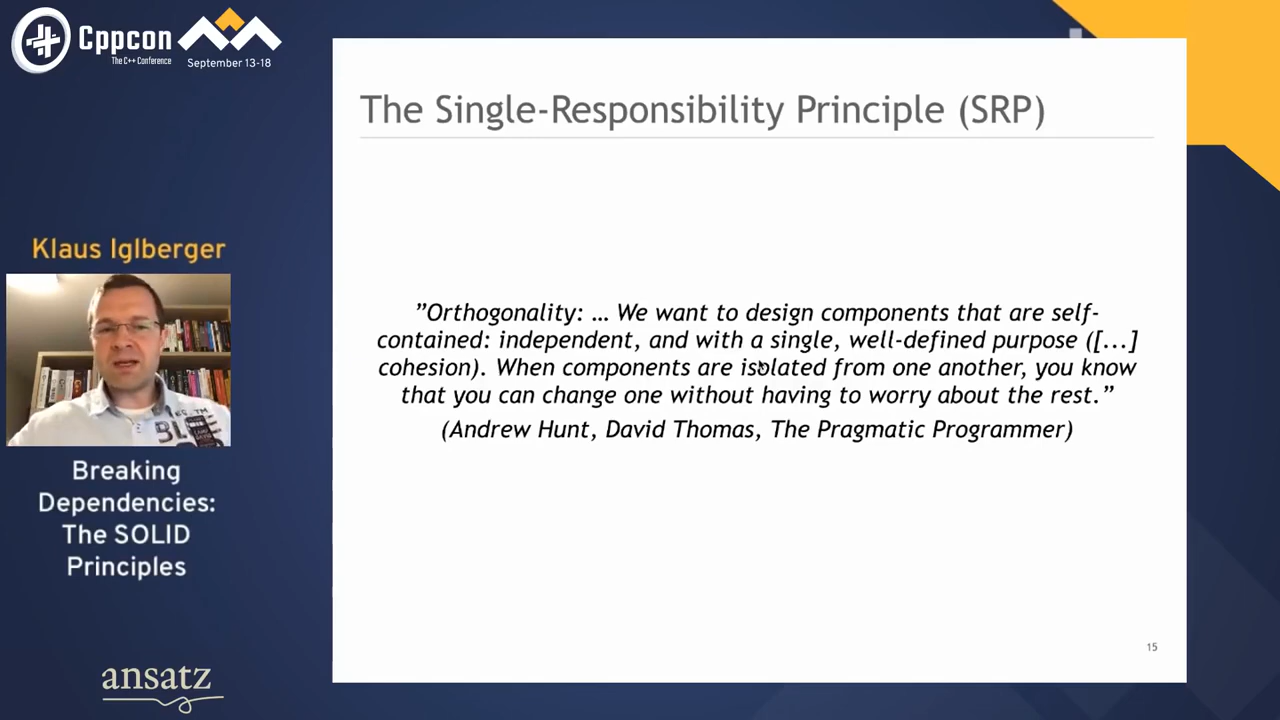 Cppcon
The C++ Conference
September 13-18
The Single-Responsibility Principle (SRP)
Klaus Iglberger
"Orthogonality: … We want to design components that are self-
contained: independent, and with a single, well-defined purpose ([...]
cohesion). When components are isolated from one another, you know
that you can change one without having to worry about the rest."
(Andrew Hunt, David Thomas, The Pragmatic Programmer)
Breaking
Dependencies:
The SOLID
Principles
ansatz
15